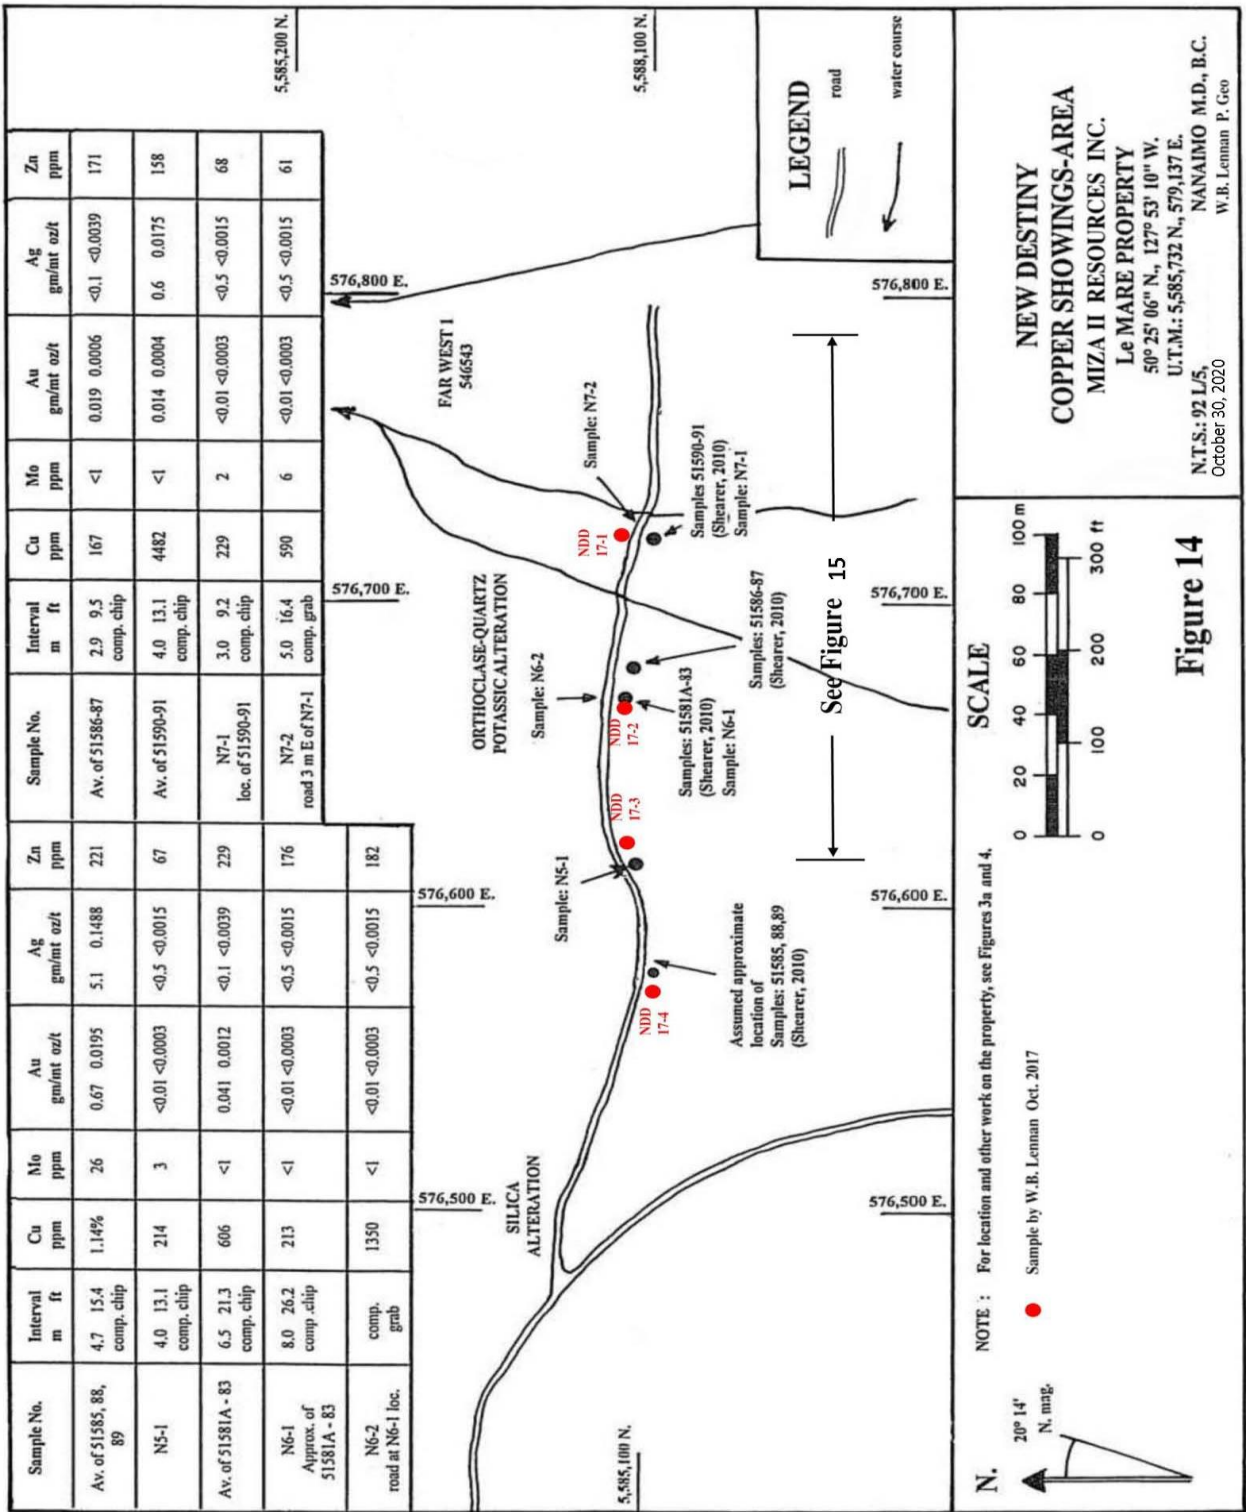 Sample No.
Interval
m ft
Cu
ppm
Mo
ppm
Au
gm/mt oz/t
Ag
gm/mt oz/t
Zn
ppm
Av. of 51585, 88,
89
4.7 15.4
comp. chip
1.14%
26
0.67 0.0195
5.1 0.1488
221
N5-1
4.0 13.1
comp. chip
214
3
<0.01 <0.0003
<0.5 <0.0015
67
Av. of 51581A - 83
6.5 21.3
comp. chip
606
<1
0.041 0.0012
<0.1 <0.0039
229
N6-1
Approx. of
51581A - 83
8.0 26.2
comp .chip
213
<1
<0.01 <0.0003
<0.5 <0.0015
176
N6-2
road at N6-1 loc.
comp.
grab
1350
<1
<0.01 <0.0003
<0.5 <0.0015
182
Sample No.
Interval
m ft
Cu
ppm
Mo
ppm
Au
gm/mt oz/t
Ag
gm/mt oz/t
Zn
ppm
Av. of 51586-87
2.9 9.5
comp. chip
167
<1
0.019 0.0006
<0.1 <0.0039
171
Av. of 51590-91
4.0 13.1
comp. chip
4482
<1
0.014 0.0004
0.6 0.0175
158
N7-1
loc. of 51590-91
3.0 9.2
comp. chip
229
2
<0.01 <0.0003
<0.5 <0.0015
68
N7-2
road 3 m E of N7-1
5.0 16.4
comp. grab
590
6
<0.01 <0.0003
<0.5 <0.0015
61
5,585,200 N.
576,500 E.
576,600 E.
576,700 E.
576,800 E.
SILICA
ALTERATION
ORTHOCLASE-QUARTZ
POTASSIC ALTERATION
FAR WEST 1
546543
Sample: N5-1
Sample: N6-2
Sample: N7-2
NDD
17-4
NDD
17-3
NDD
17-2
NDD
17-1
5,585,100 N.
5,588,100 N.
Assumed approximate
location of
Samples: 51585, 88,89
(Shearer, 2010)
Samples: 51581A-83
(Shearer, 2010)
Sample: N6-1
Samples: 51586-87
(Shearer, 2010)
Samples 51590-91
(Shearer, 2010)
Sample: N7-1
See Figure 15
576,500 E.
576,600 E.
576,700 E.
576,800 E.
LEGEND
road
water course
N.
20° 14'
N. mag.
NOTE : For location and other work on the property, see Figures 3a and 4.
Sample by W.B. Lennan Oct. 2017
SCALE
0 20 40 60 80 100 m
0 100 200 300 ft
Figure 14
NEW DESTINY
COPPER SHOWINGS-AREA
MIZA II RESOURCES INC.
Le MARE PROPERTY
50° 25' 06" N., 127° 53' 10" W.
U.T.M.: 5,585,732 N., 579,137 E.
N.T.S.: 92 L/5, NANAIMO M.D., B.C.
October 30, 2020 W.B. Lennan P. Geo